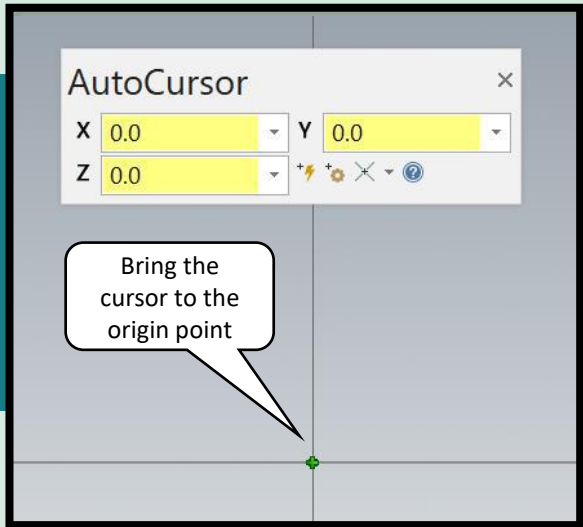 AutoCursor
X 0.0 Y 0.0
Z 0.0
Bring the
cursor to the
origin point